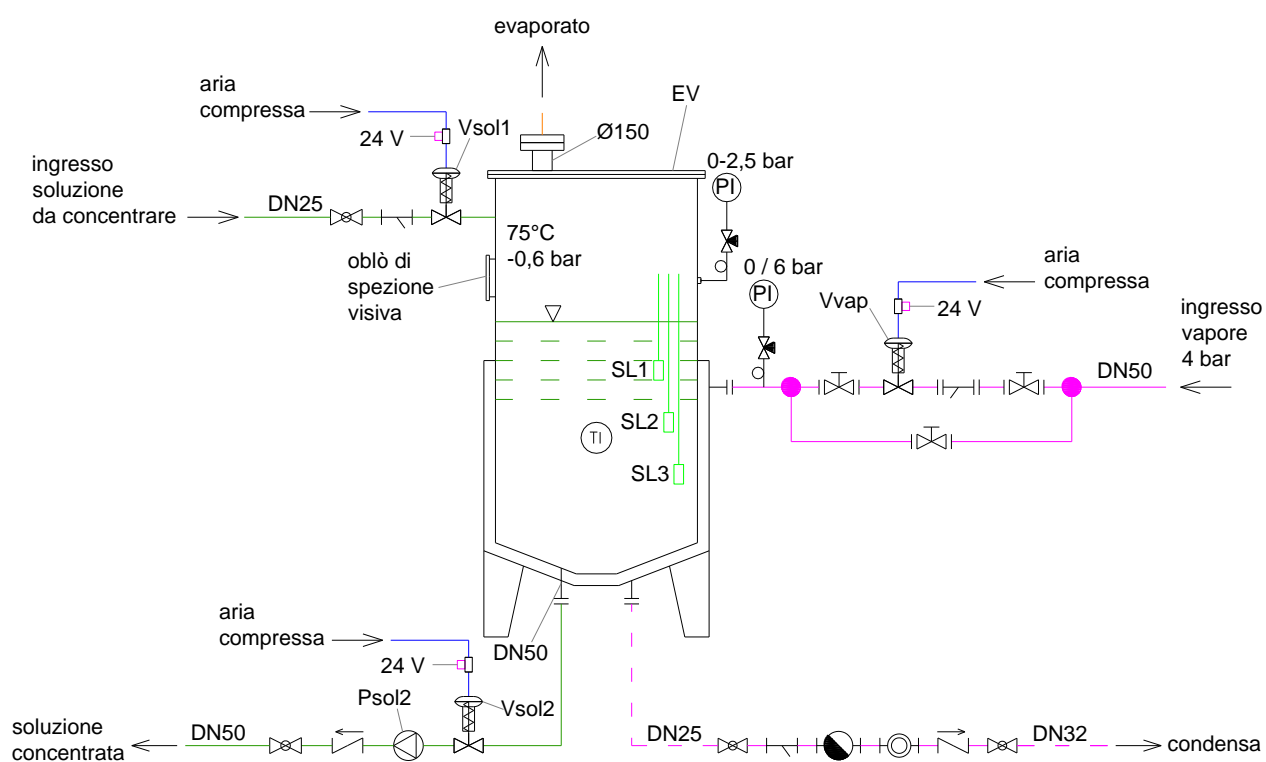 evaporato
aria
compressa
24 V
Vsol1
EV
Ø150
0-2,5 bar
PI
ingresso
soluzione
da concentrare
DN25
75°C
-0,6 bar
oblò di
spezione
visiva
0 / 6 bar
PI
aria
compressa
Vvap
24 V
ingresso
vapore
4 bar
DN50
SL1
SL2
TI
SL3
aria
compressa
24 V
DN50
Psol2
Vsol2
soluzione
concentrata
DN50
DN25
DN32
condensa